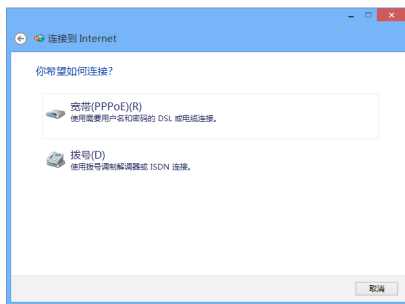 连接到 Internet
你希望如何连接?
宽带(PPPoE)(R)
使用需要用户名和密码的 DSL 或电缆连接。
拨号(D)
使用拨号调制解调器或 ISDN 连接。
取消